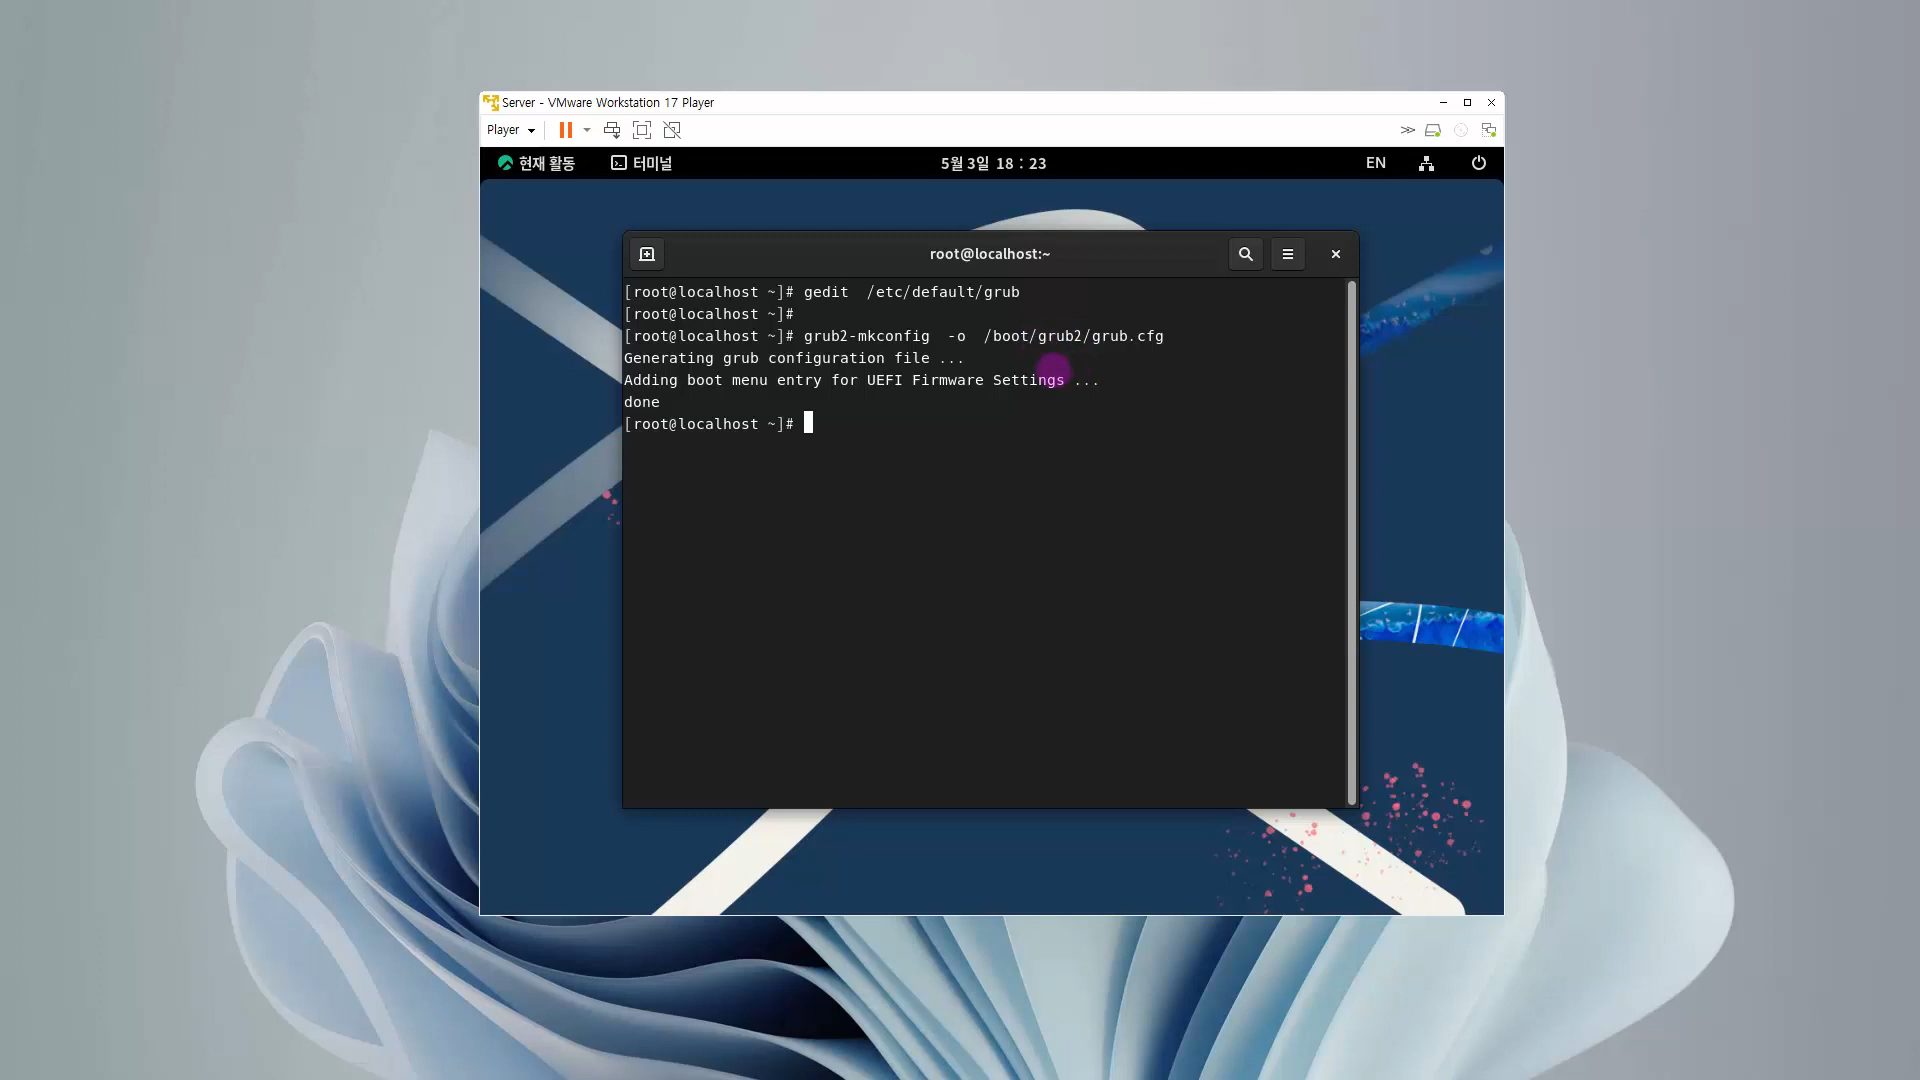 Server - VMware Workstation 17 Player
Player
현재 활동 터미널 5월 3일 18 : 23 EN
root@localhost:~
[root@localhost ~]# gedit  /etc/default/grub
[root@localhost ~]#
[root@localhost ~]# grub2-mkconfig  -o  /boot/grub2/grub.cfg
Generating grub configuration file ...
Adding boot menu entry for UEFI Firmware Settings ...
done
[root@localhost ~]#